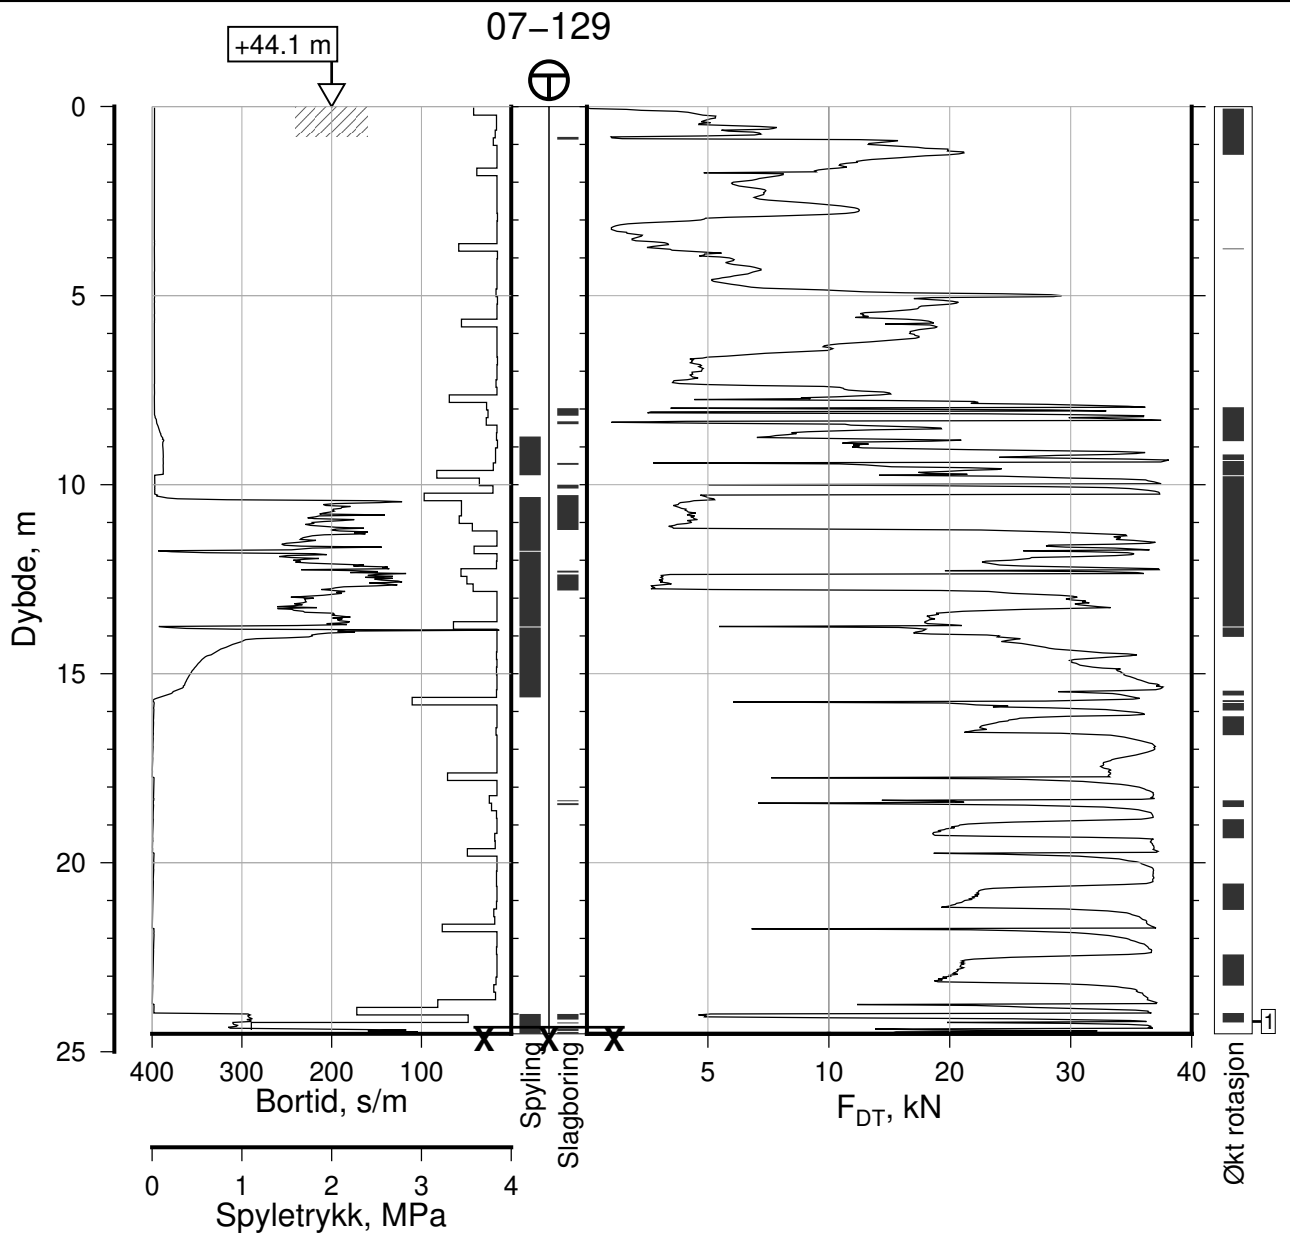 07–129
+44.1 m
0
5
10
15
20
25
Dybde, m
400 300 200 100
Bortid, s/m
0 1 2 3 4
Spyletrykk, MPa
Spyling
Slagboring
5 10 20 30 40
FDT, kN
1
Økt rotasjon